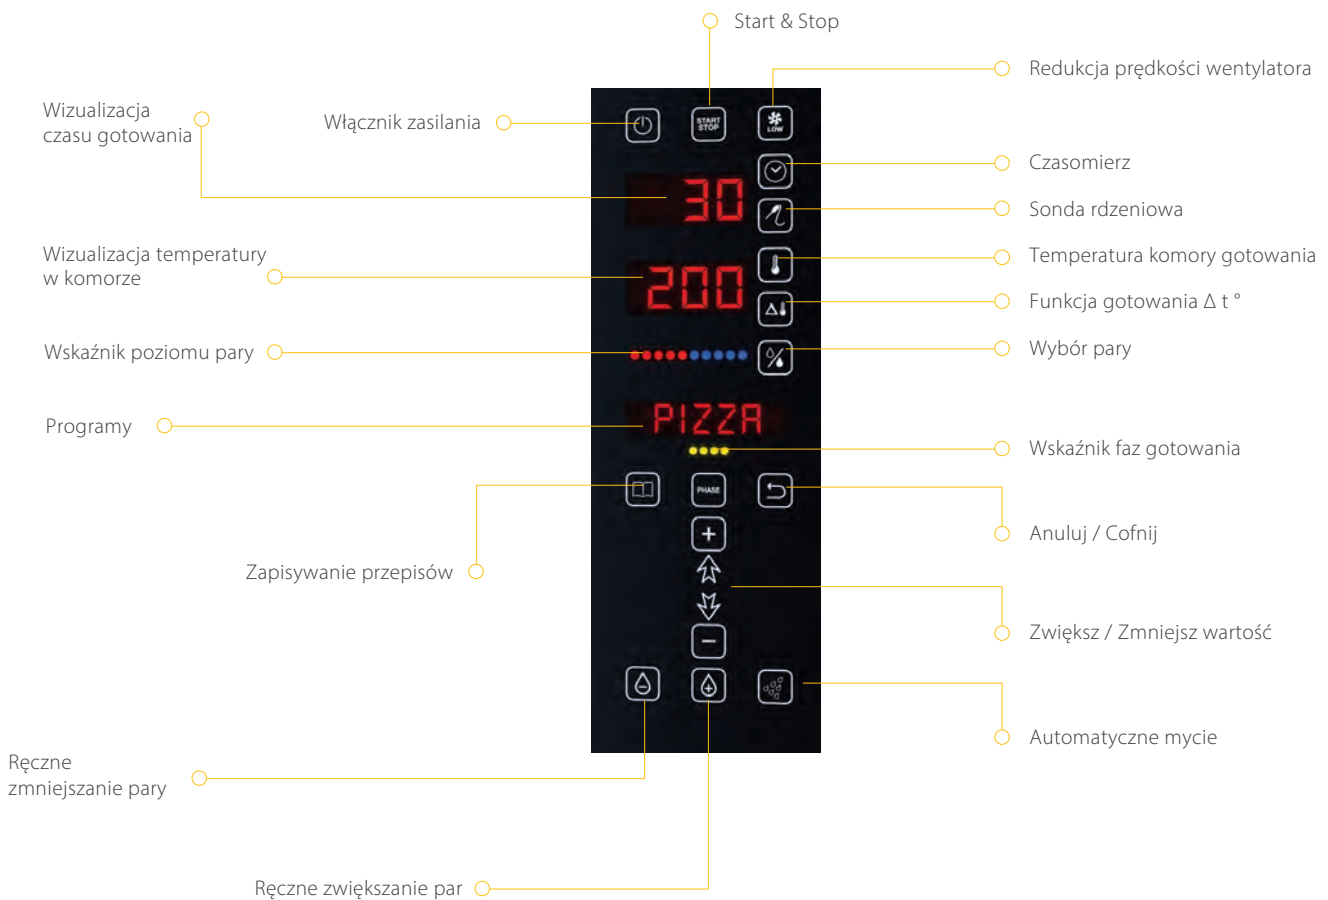 Start & Stop
Redukcja prędkości wentylatora
Wizualizacja
czasu gotowania
Włącznik zasilania
START
STOP
LOW
Czasomierz
30
Sonda rdzeniowa
Wizualizacja temperatury
w komorze
Temperatura komory gotowania
200
Funkcja gotowania Δ t °
Δ
Wskaźnik poziomu pary
Wybór pary
Programy
PIZZA
Wskaźnik faz gotowania
PHASE
Anuluj / Cofnij
+
Zapisywanie przepisów
Zwiększ / Zmniejsz wartość
−
Automatyczne mycie
Ręczne
zmniejszanie pary
Ręczne zwiększanie par